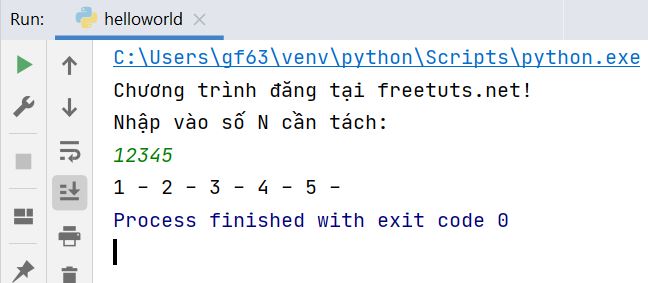 Run: helloworld
C:\Users\gf63\venv\python\Scripts\python.exe
Chương trình đăng tại freetuts.net!
Nhập vào số N cần tách:
12345
1 - 2 - 3 - 4 - 5 -
Process finished with exit code 0